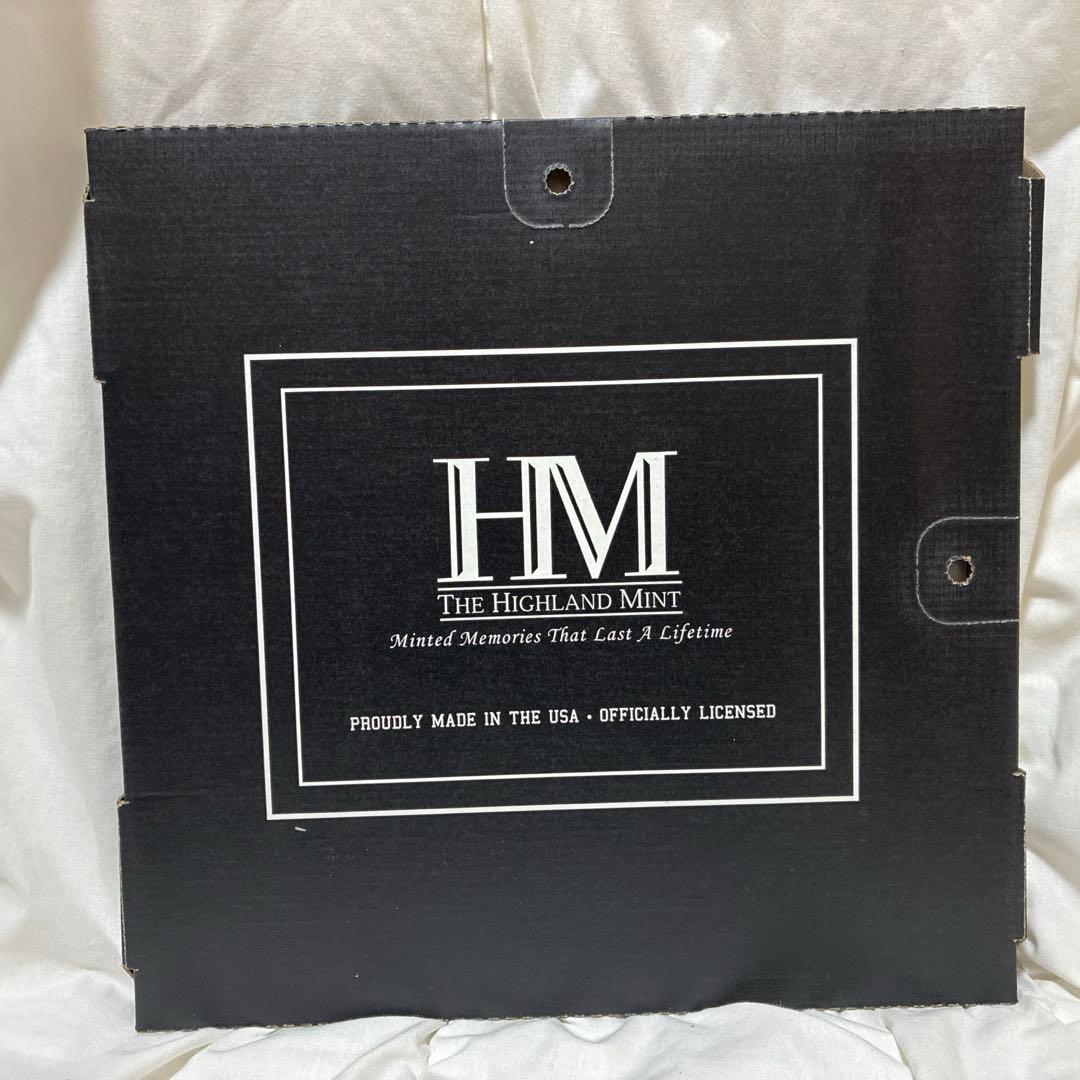 HM
THE HIGHLAND MINT
Minted Memories That Last A Lifetime
PROUDLY MADE IN THE USA • OFFICIALLY LICENSED